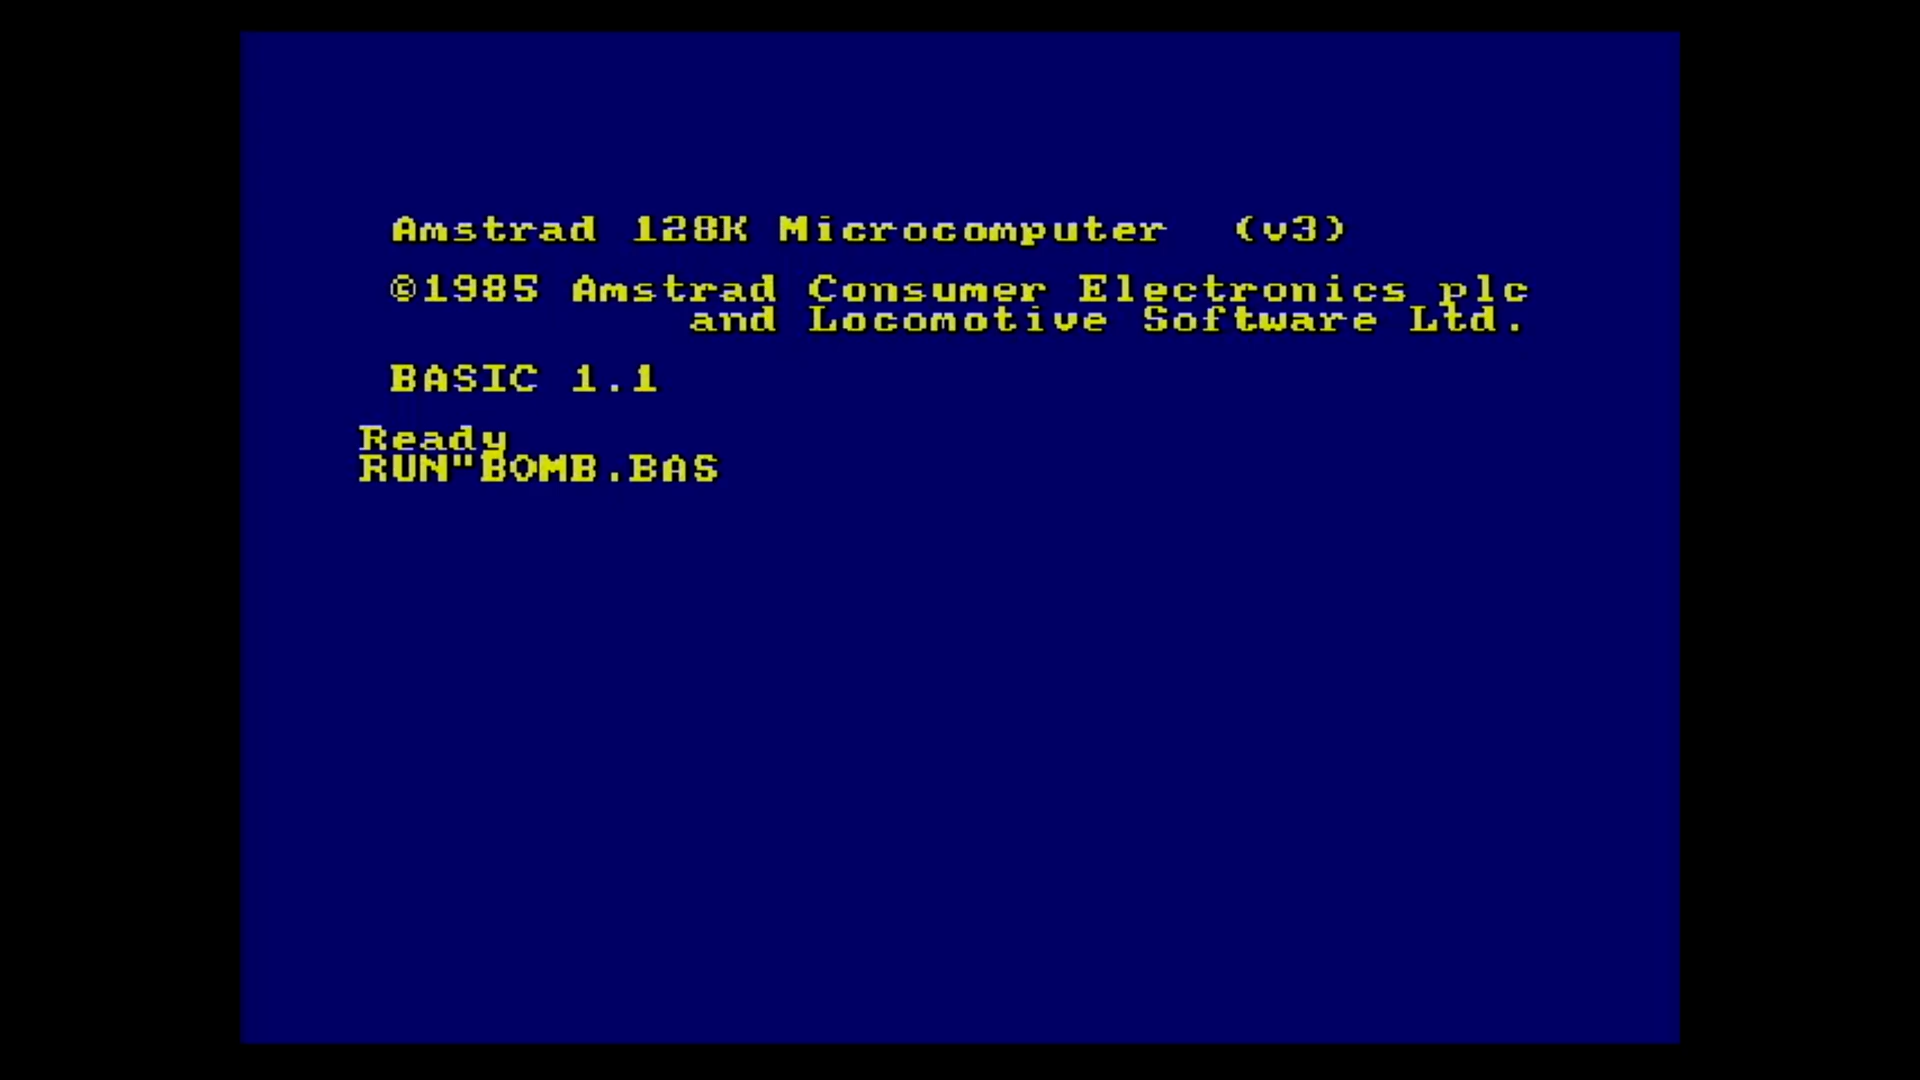 Amstrad 128K Microcomputer (v3)
©1985 Amstrad Consumer Electronics plc
and Locomotive Software Ltd.
BASIC 1.1
Ready
RUN"BOMB.BAS